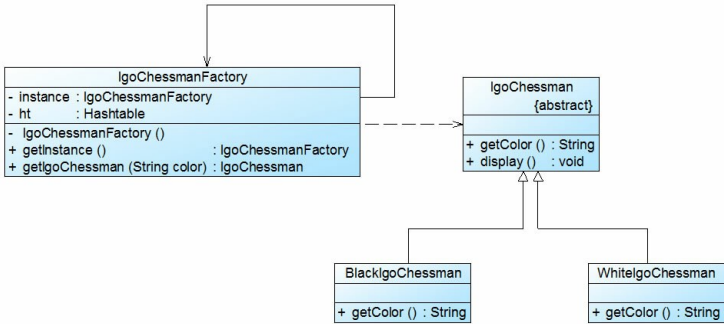 IgoChessmanFactory
- instance : IgoChessmanFactory
- ht : Hashtable
- IgoChessmanFactory ()
+ getInstance () : IgoChessmanFactory
+ getIgoChessman (String color) : IgoChessman
IgoChessman
{abstract}
+ getColor () : String
+ display () : void
BlackIgoChessman
+ getColor () : String
WhiteIgoChessman
+ getColor () : String